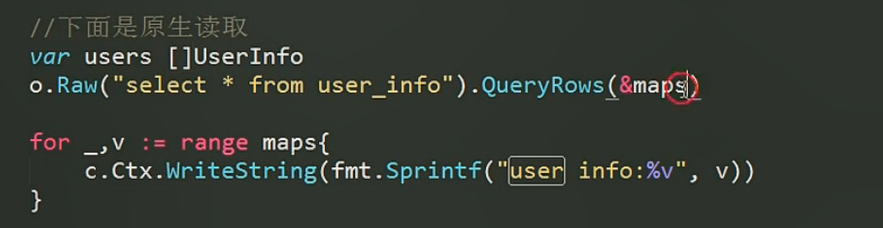 //下面是原生读取
var users []UserInfo
o.Raw("select * from user_info").QueryRows(&maps)
for _,v := range maps{
c.Ctx.WriteString(fmt.Sprintf("user info:%v", v))
}